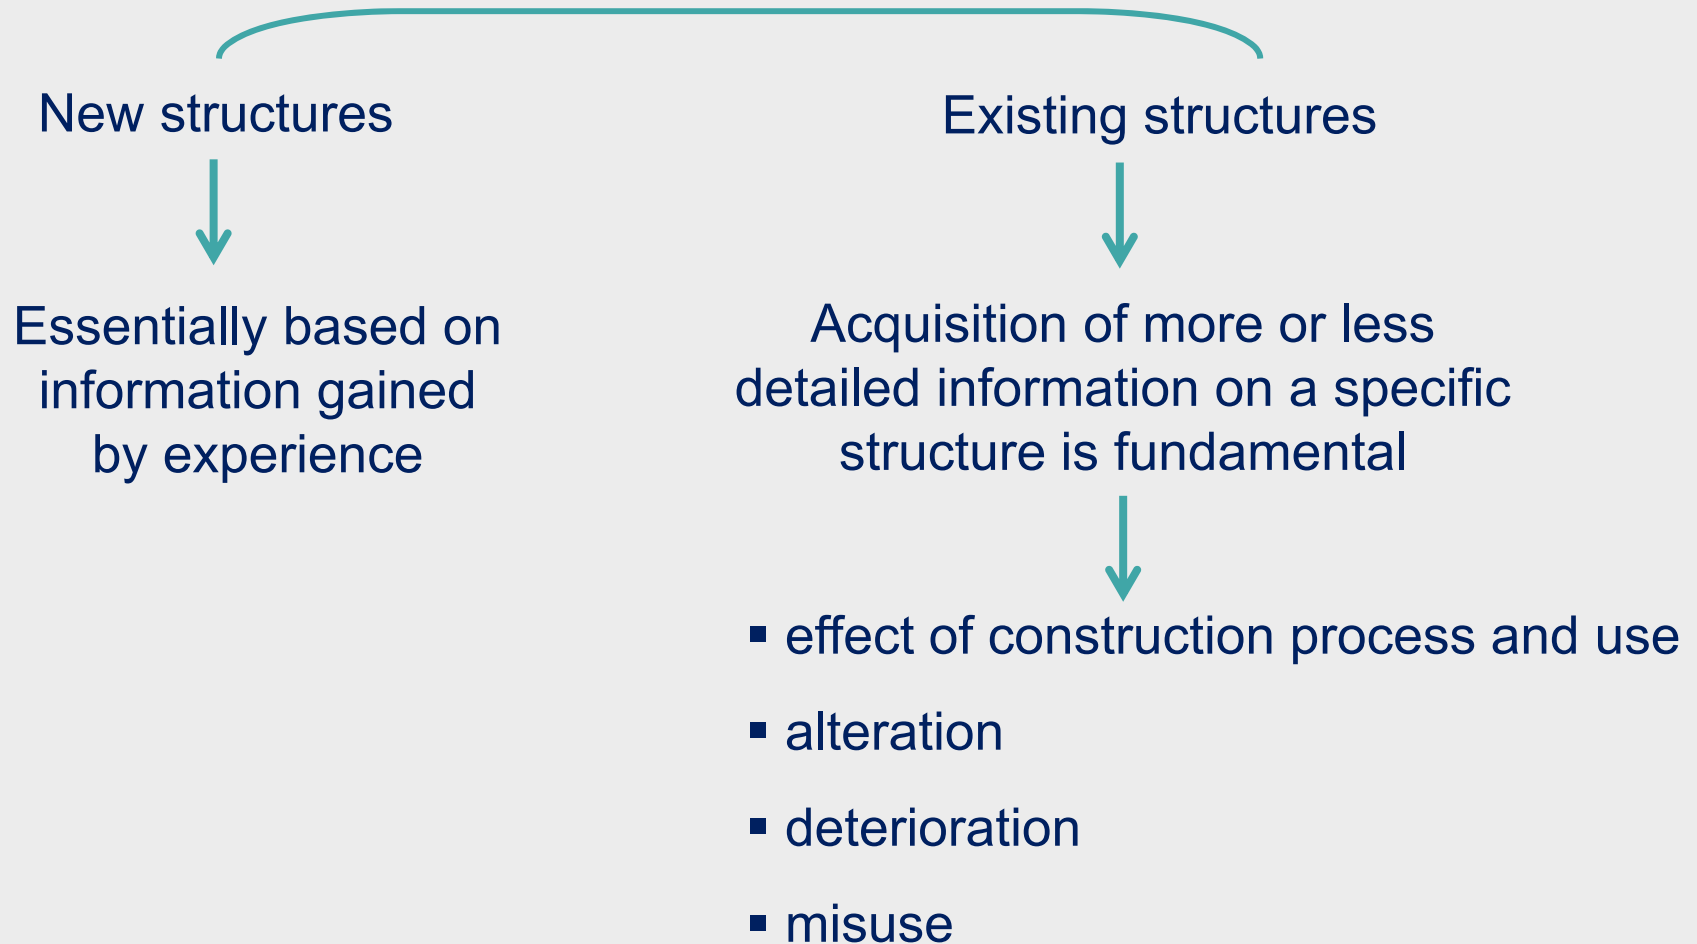 New structures
Existing structures
Essentially based on
information gained
by experience
Acquisition of more or less
detailed information on a specific
structure is fundamental
▪ effect of construction process and use
▪ alteration
▪ deterioration
▪ misuse